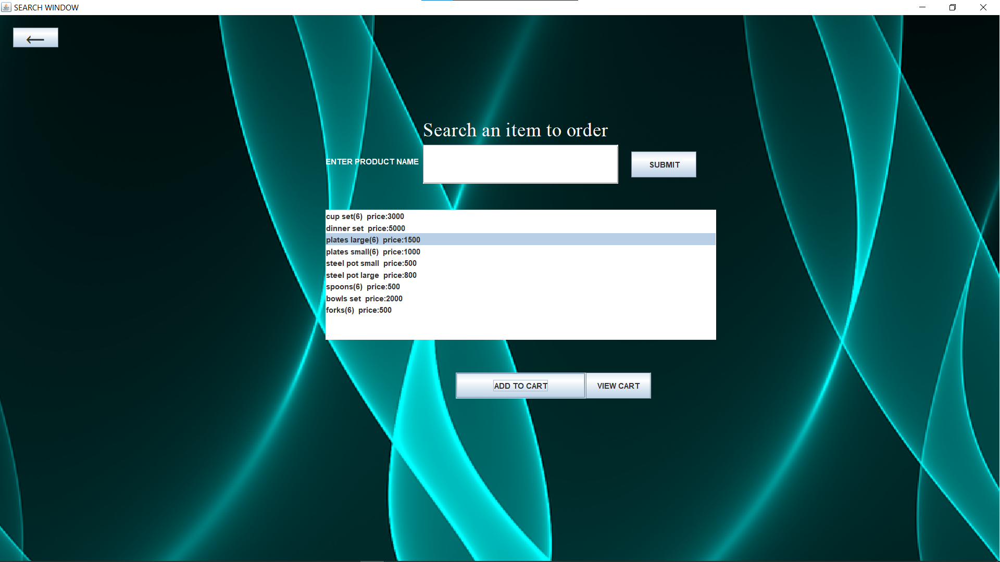 SEARCH WINDOW
←
Search an item to order
ENTER PRODUCT NAME
SUBMIT
cup set(6)  price:3000
dinner set  price:5000
plates large(6)  price:1500
plates small(6)  price:1000
steel pot small  price:500
steel pot large  price:800
spoons(6)  price:500
bowls set  price:2000
forks(6)  price:500
ADD TO CART
VIEW CART